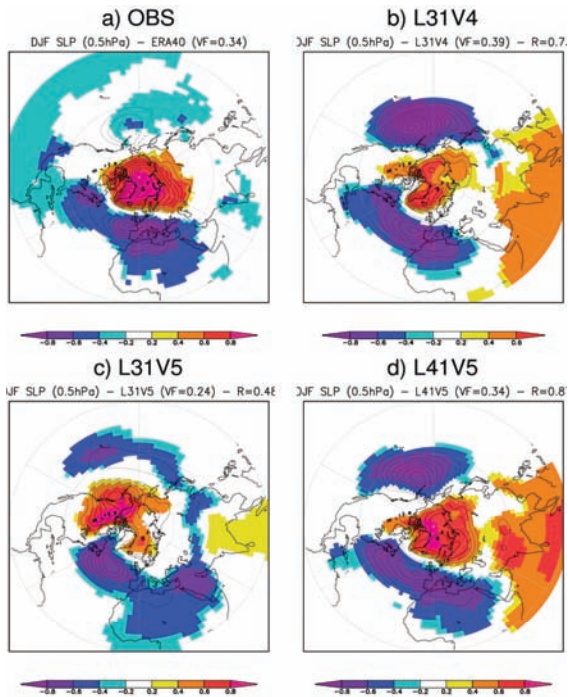 a) OBS
DJF SLP (0.5hPa) - ERA40 (VF=0.34)
b) L31V4
DJF SLP (0.5hPa) - L31V4 (VF=0.39) - R=0.7
-0.8 -0.6 -0.4 -0.2 0.2 0.4 0.6 0.8
-0.8 -0.6 -0.4 -0.2 0.2 0.4 0.6
c) L31V5
DJF SLP (0.5hPa) - L31V5 (VF=0.24) - R=0.48
d) L41V5
DJF SLP (0.5hPa) - L41V5 (VF=0.34) - R=0.87
-0.8 -0.6 -0.4 -0.2 0.2 0.4 0.6 0.8
-0.8 -0.6 -0.4 -0.2 0.2 0.4 0.6 0.8